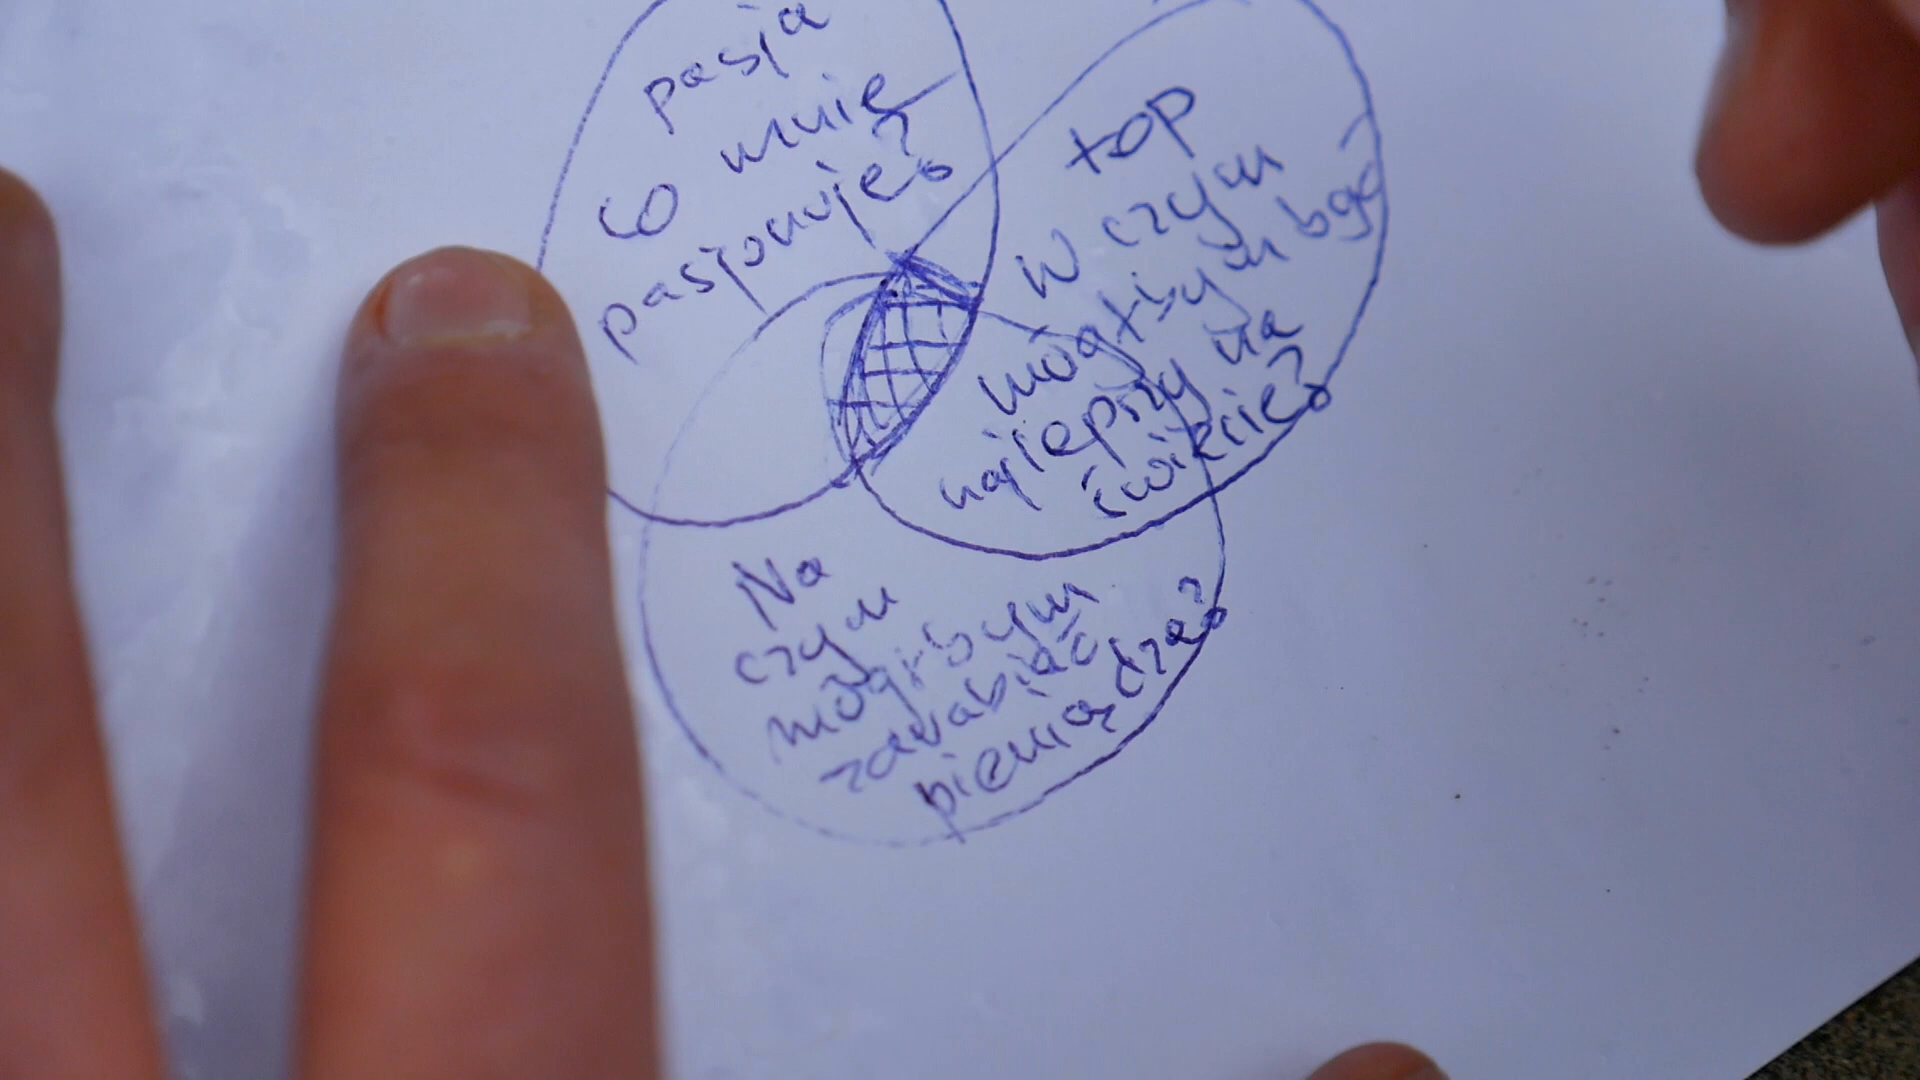 pasja
co mnie
pasjonuje?
top
w czym
mógłbym być
najlepszy na
świecie?
Na
czym
mógłbym
zarabiać
pieniądze?